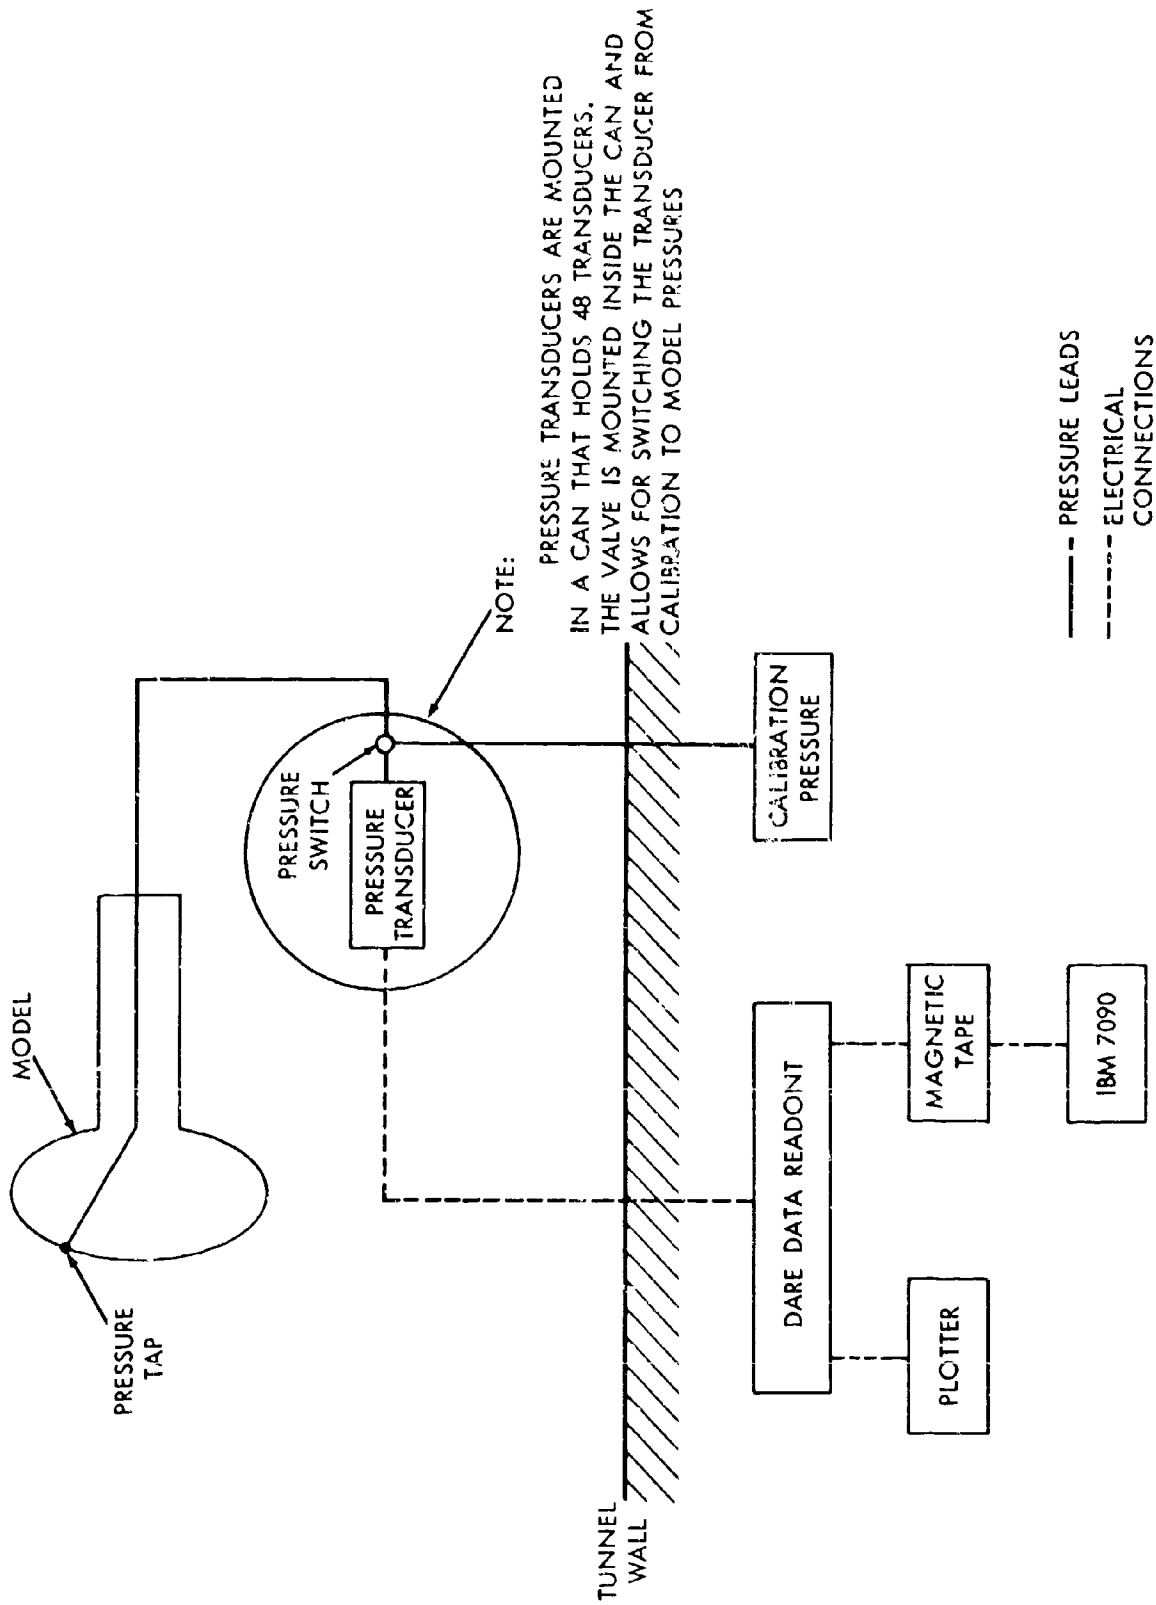 MODEL
PRESSURE
TAP
PRESSURE
SWITCH
PRESSURE
TRANSDUCER
NOTE:
PRESSURE TRANSDUCERS ARE MOUNTED
IN A CAN THAT HOLDS 48 TRANSDUCERS.
THE VALVE IS MOUNTED INSIDE THE CAN AND
ALLOWS FOR SWITCHING THE TRANSDUCER FROM
CALIBRATION TO MODEL PRESSURES
TUNNEL
WALL
CALIBRATION
PRESSURE
DARE DATA READONT
PLOTTER
MAGNETIC
TAPE
IBM 7090
PRESSURE LEADS
ELECTRICAL
CONNECTIONS